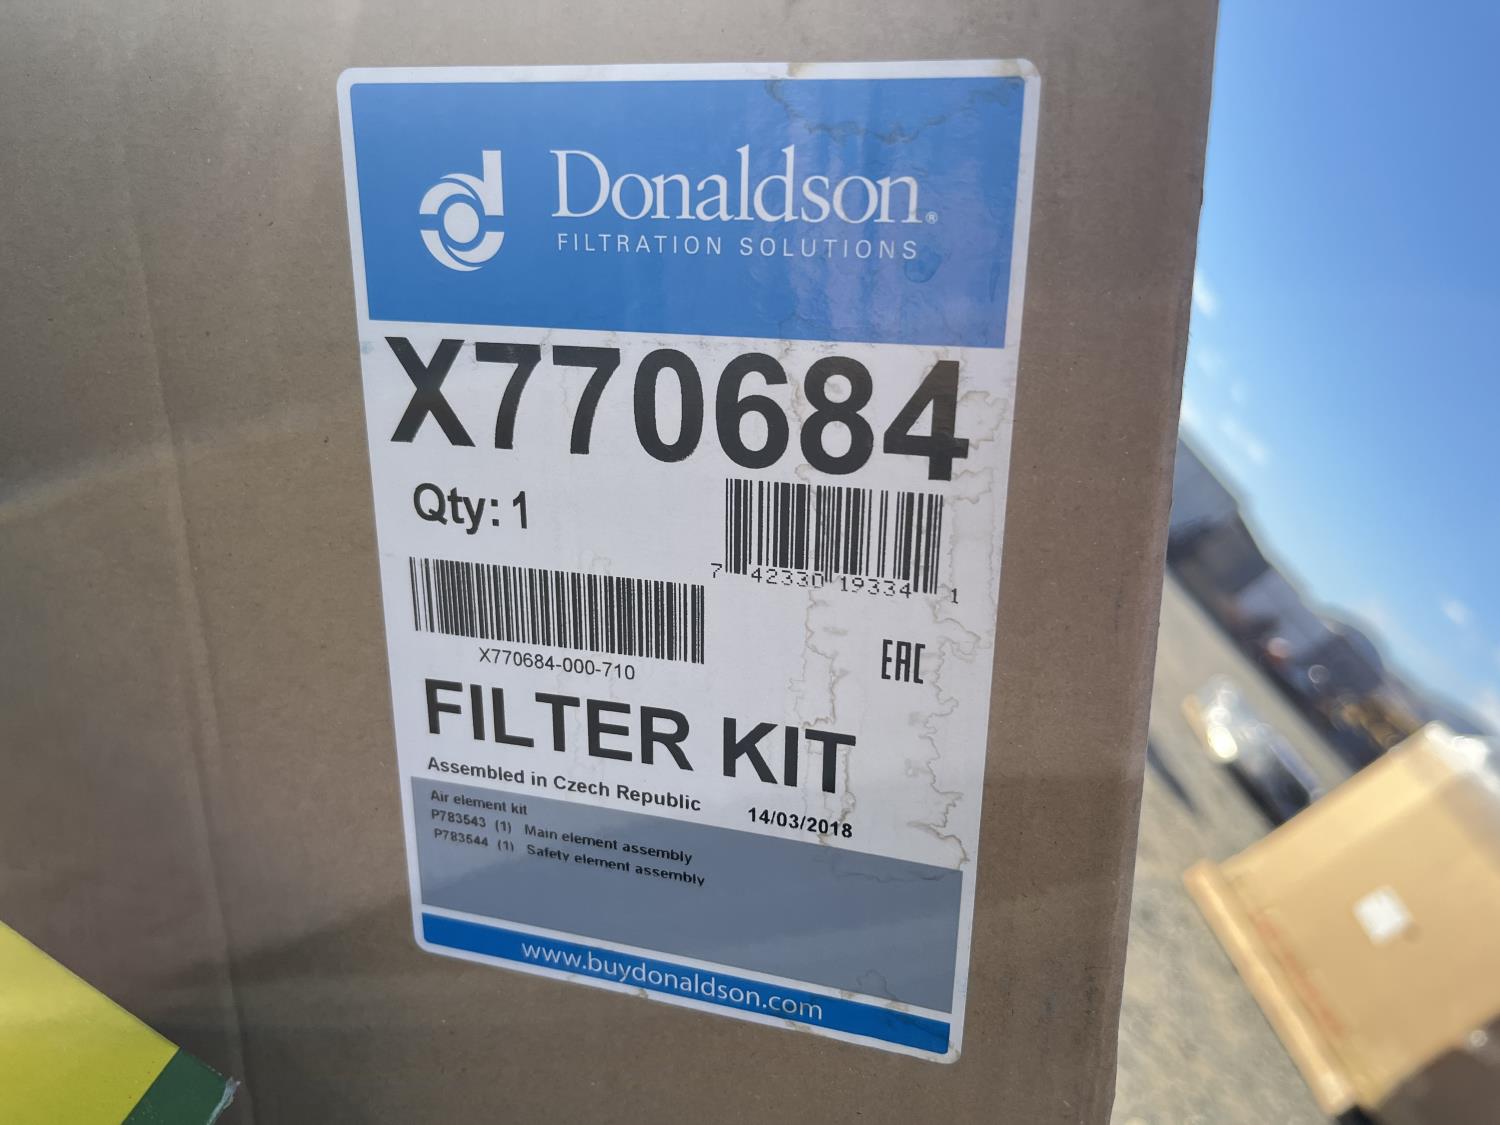 Donaldson®
FILTRATION SOLUTIONS
X770684
Qty: 1
7 42330 19334 1
X770684-000-710
EAC
FILTER KIT
Assembled in Czech Republic 14/03/2018
Air element kit
P783543 (1) Main element assembly
P783544 (1) Safety element assembly
www.buydonaldson.com